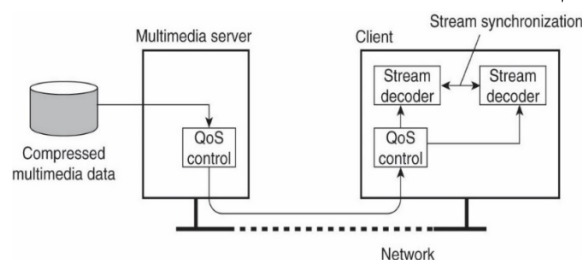 Stream synchronization
Multimedia server
Client
Stream
decoder
Stream
decoder
QoS
control
QoS
control
Compressed
multimedia data
Network